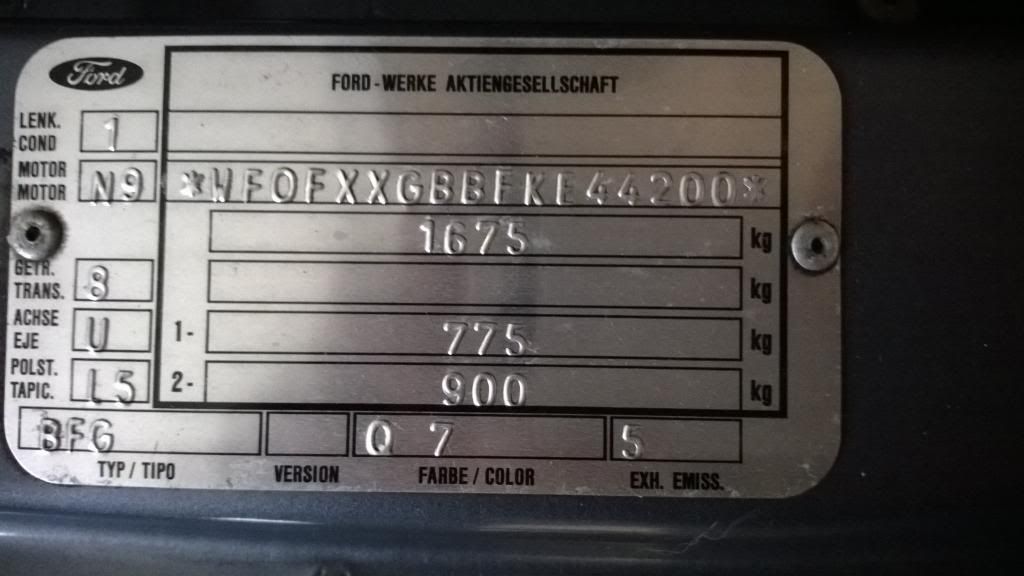 Ford
FORD-WERKE AKTIENGESELLSCHAFT
LENK.
COND 1
MOTOR
MOTOR N9
*WF0FXXGBBFKE44200*
1675 kg
GETR.
TRANS. 8
kg
ACHSE
EJE U
1- 775 kg
POLST.
TAPIC. L5
2- 900 kg
BFG Q 7 5
TYP/TIPO VERSION FARBE/COLOR EXH. EMISS.